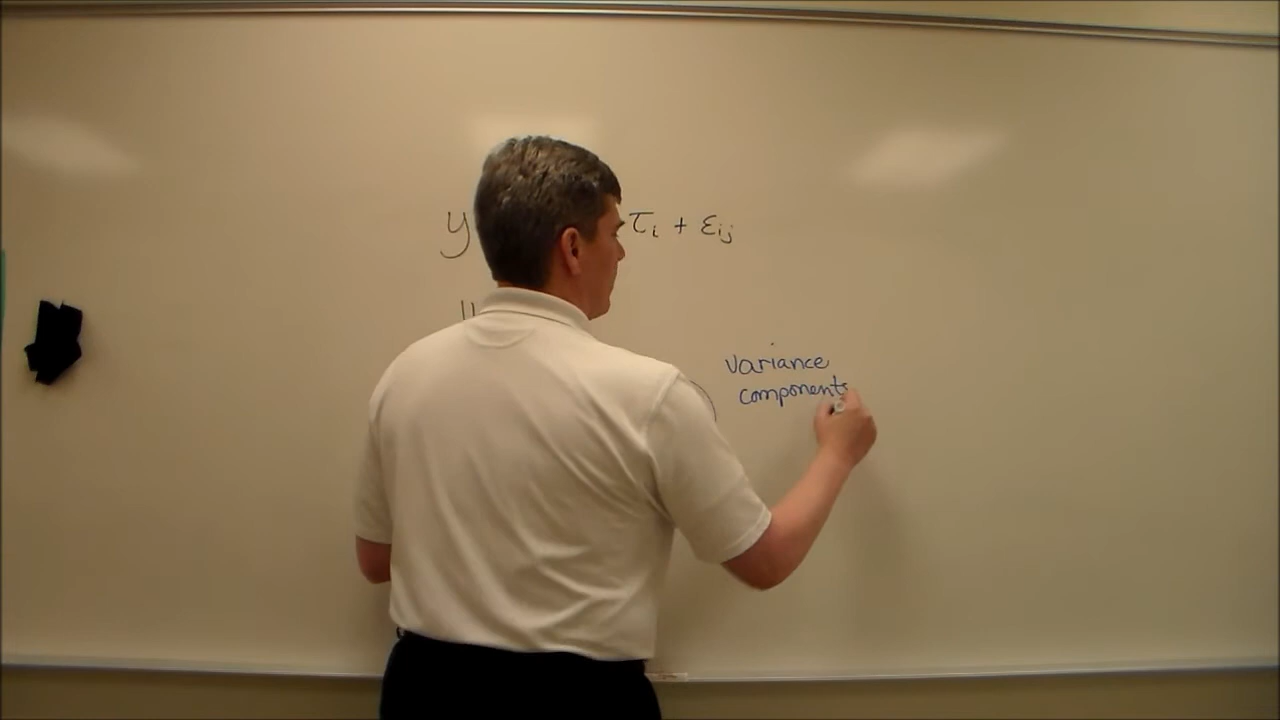 y τi + εij
variance
components